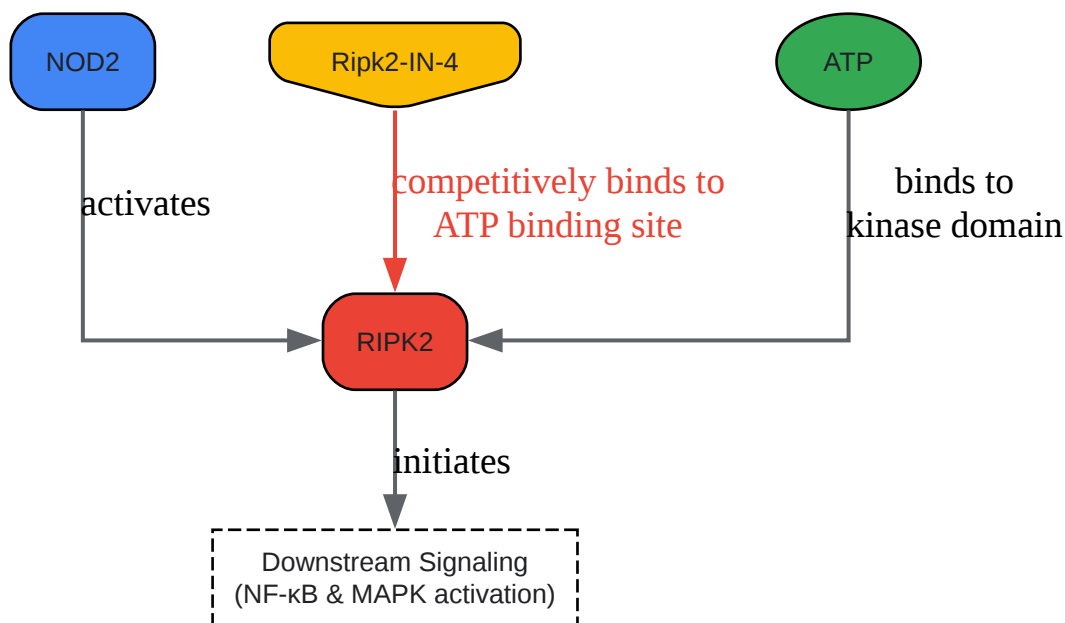 NOD2
Ripk2-IN-4
ATP
activates
competitively binds to
ATP binding site
binds to
kinase domain
RIPK2
initiates
Downstream Signaling
(NF-κB & MAPK activation)